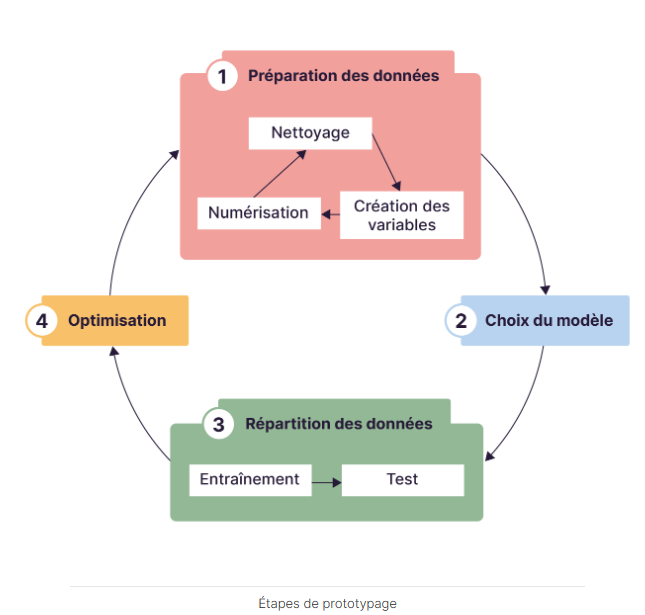 1 Préparation des données
Nettoyage
Numérisation
Création des
variables
4 Optimisation
2 Choix du modèle
3 Répartition des données
Entraînement
Test
Étapes de prototypage